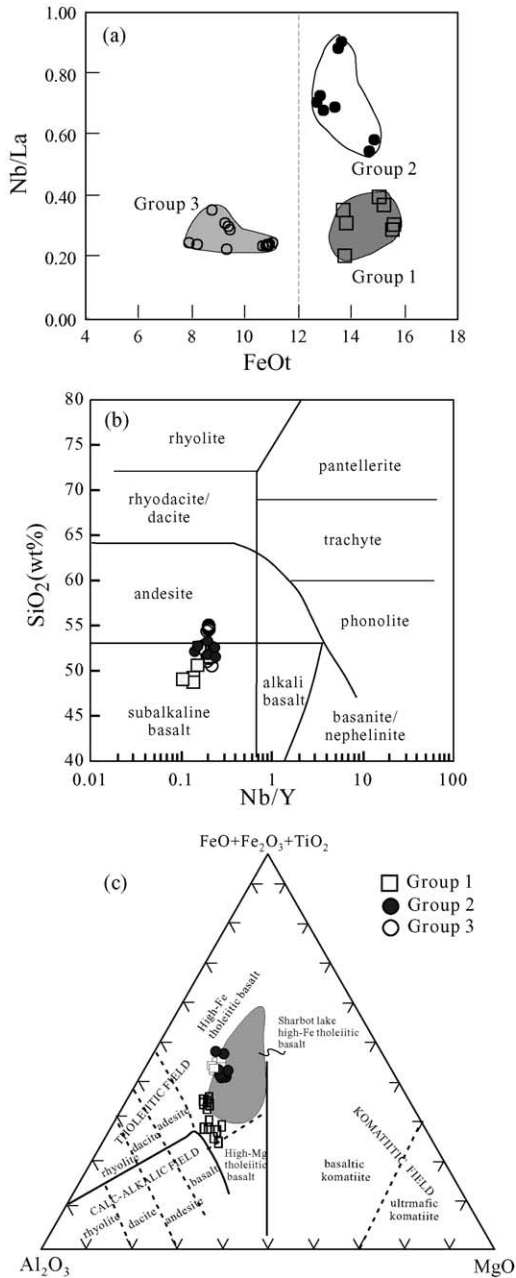 (a)
1.00
0.80
0.60
0.40
0.20
0.00
Nb/La
Group 3
Group 2
Group 1
4 6 8 10 12 14 16 18
FeOt
(b)
80
75
70
69
65
60
55
50
45
40
SiO2(wt%)
rhyolite
pantellerite
rhyodacite/
dacite
trachyte
andesite
phonolite
subalkaline
basalt
alkali
basalt
basanite/
nephelinite
0.01 0.1 1 10 100
Nb/Y
(c)
FeO+Fe2O3+TiO2
Group 1
Group 2
Group 3
High-Fe
tholeiitic basalt
Sharbot lake
high-Fe tholeiitic
basalt
THOLEIITIC FIELD
rhyolite dacite adesite
CALC-ALKALIC FIELD
rhyolite dacite andesite basalt
High-Mg
tholeiitic
basalt
KOMATIITIC FIELD
basaltic
komatiite
ultrmafic
komatiite
Al2O3
MgO